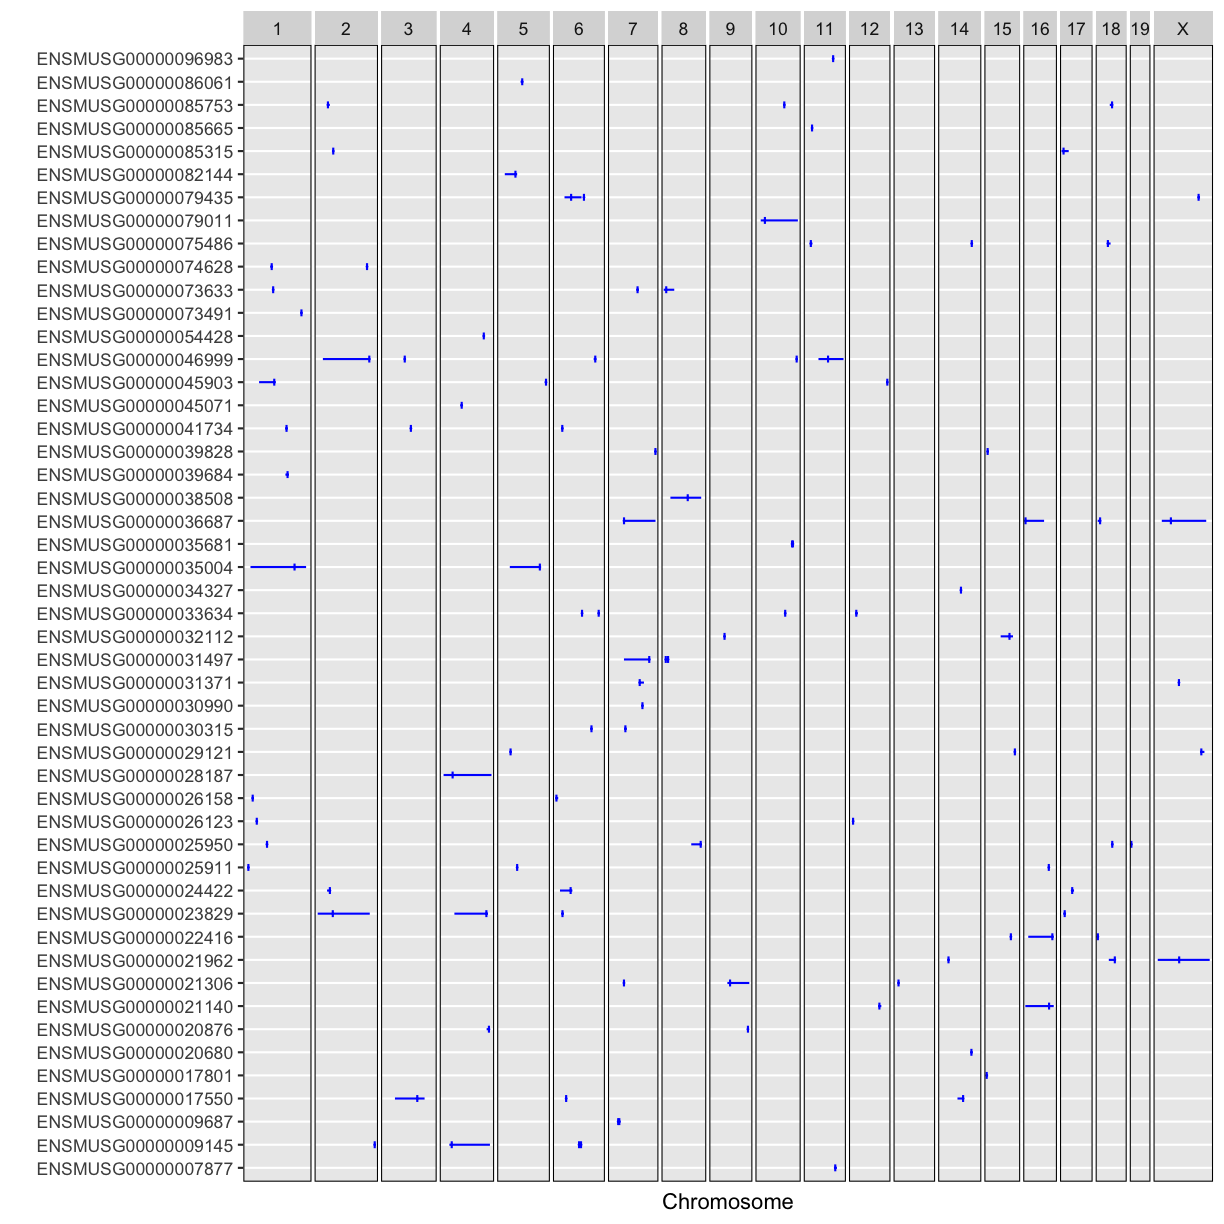 1 2 3 4 5 6 7 8 9 10 11 12 13 14 15 16 17 18 19 X
ENSMUSG00000096983
ENSMUSG00000086061
ENSMUSG00000085753
ENSMUSG00000085665
ENSMUSG00000085315
ENSMUSG00000082144
ENSMUSG00000079435
ENSMUSG00000079011
ENSMUSG00000075486
ENSMUSG00000074628
ENSMUSG00000073633
ENSMUSG00000073491
ENSMUSG00000054428
ENSMUSG00000046999
ENSMUSG00000045903
ENSMUSG00000045071
ENSMUSG00000041734
ENSMUSG00000039828
ENSMUSG00000039684
ENSMUSG00000038508
ENSMUSG00000036687
ENSMUSG00000035681
ENSMUSG00000035004
ENSMUSG00000034327
ENSMUSG00000033634
ENSMUSG00000032112
ENSMUSG00000031497
ENSMUSG00000031371
ENSMUSG00000030990
ENSMUSG00000030315
ENSMUSG00000029121
ENSMUSG00000028187
ENSMUSG00000026158
ENSMUSG00000026123
ENSMUSG00000025950
ENSMUSG00000025911
ENSMUSG00000024422
ENSMUSG00000023829
ENSMUSG00000022416
ENSMUSG00000021962
ENSMUSG00000021306
ENSMUSG00000021140
ENSMUSG00000020876
ENSMUSG00000020680
ENSMUSG00000017801
ENSMUSG00000017550
ENSMUSG00000009687
ENSMUSG00000009145
ENSMUSG00000007877
Chromosome